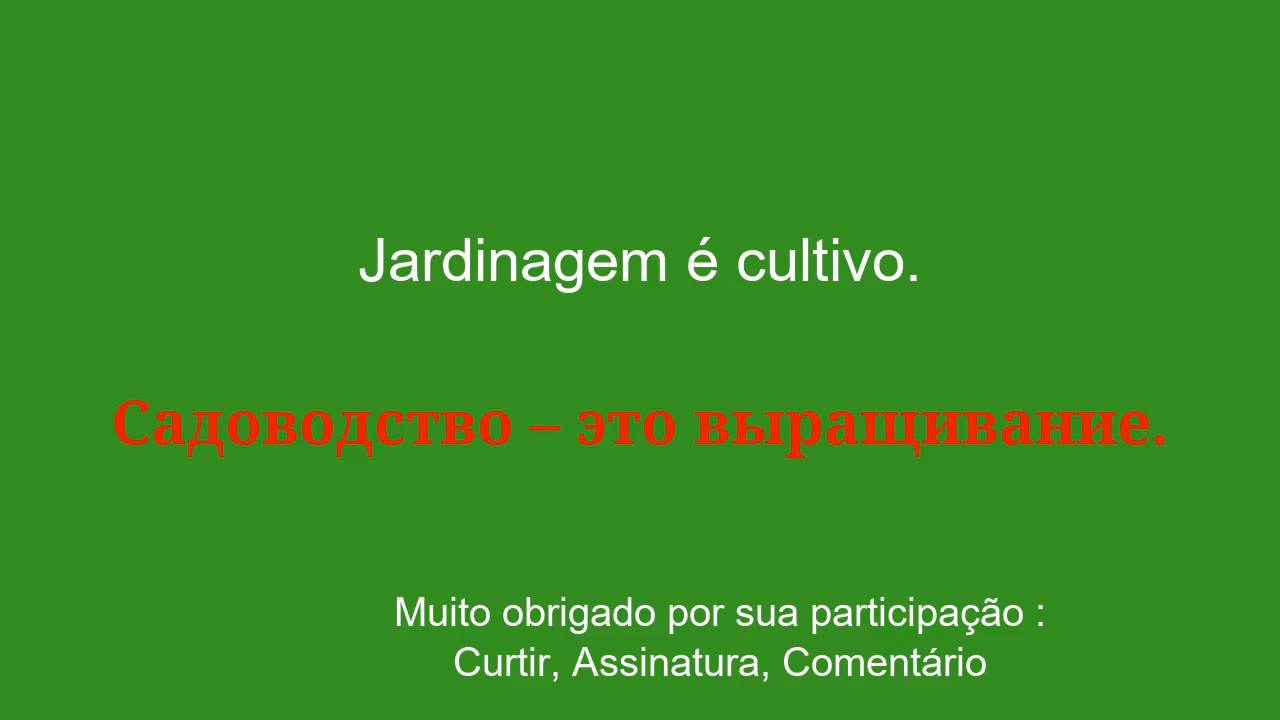 Jardinagem é cultivo.
Садоводство – это выращивание.
Muito obrigado por sua participação :
Curtir, Assinatura, Comentário